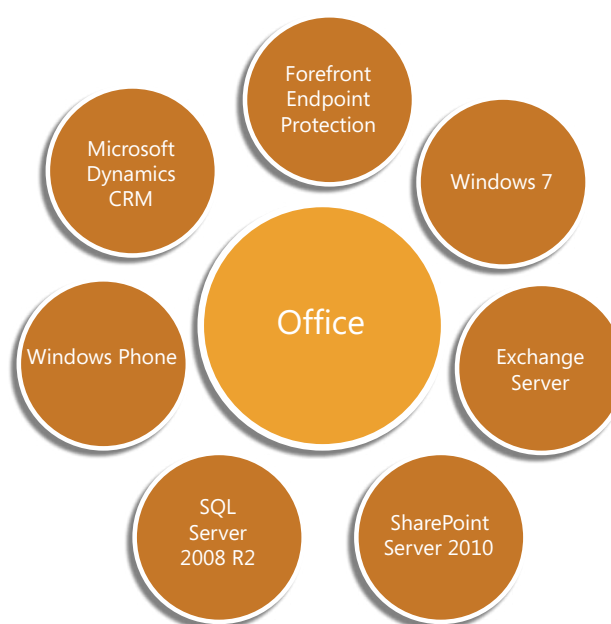 Forefront
Endpoint
Protection
Microsoft
Dynamics
CRM
Windows 7
Office
Windows Phone
Exchange
Server
SQL
Server
2008 R2
SharePoint
Server 2010